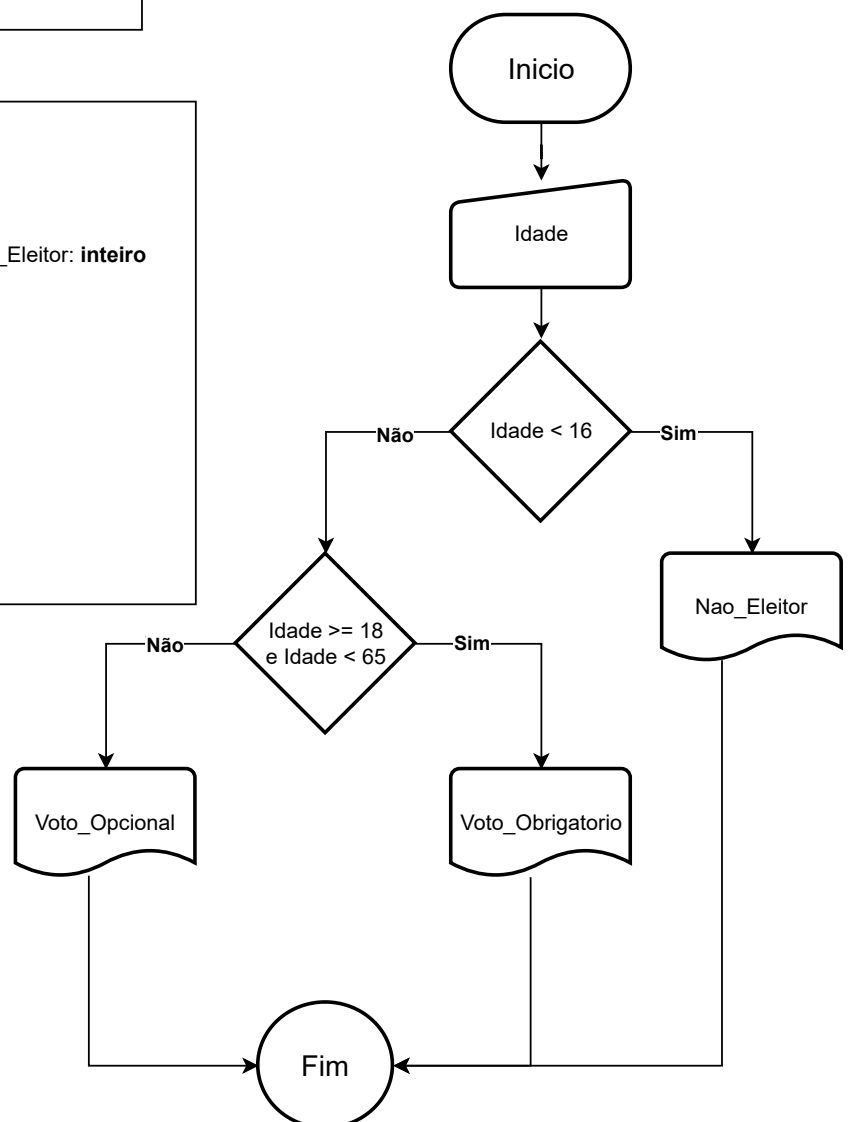 Inicio
Idade
_Eleitor: inteiro
Idade < 16
Não
Sim
Nao_Eleitor
Idade >= 18
e Idade < 65
Não
Sim
Voto_Opcional
Voto_Obrigatorio
Fim